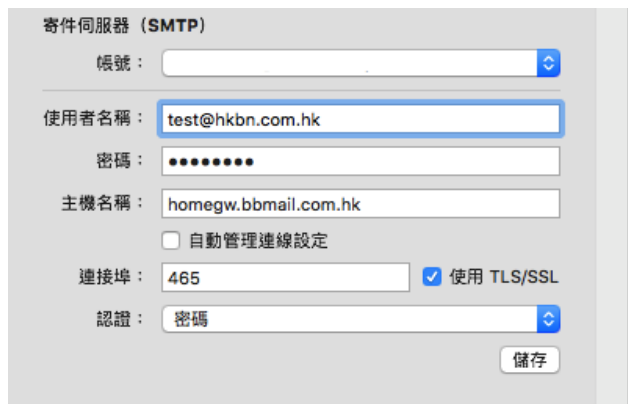 寄件伺服器（SMTP）
帳號：
使用者名稱： test@hkbn.com.hk
密碼： ••••••••
主機名稱： homegw.bbmail.com.hk
自動管理連線設定
連接埠： 465 使用 TLS/SSL
認證： 密碼
儲存